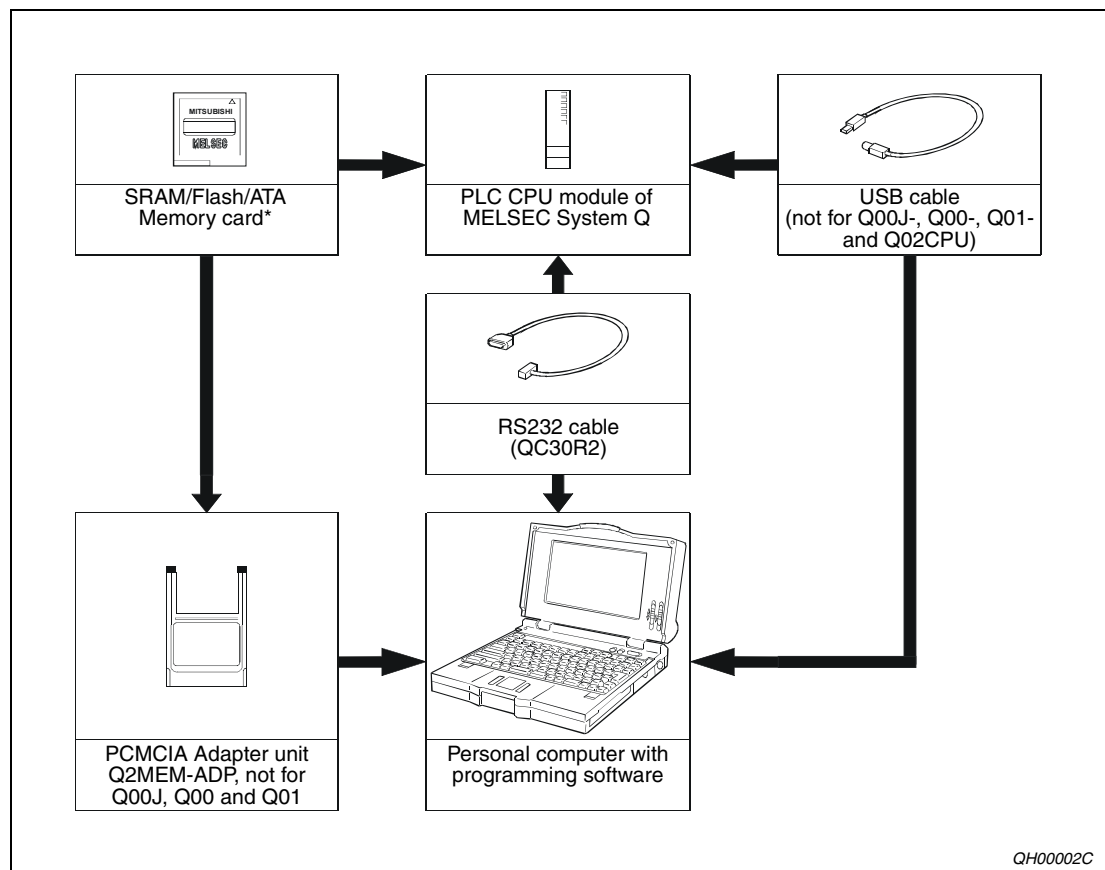 MITSUBISHI
MELSEC
SRAM/Flash/ATA
Memory card*
PLC CPU module of
MELSEC System Q
USB cable
(not for Q00J-, Q00-, Q01-
and Q02CPU)
RS232 cable
(QC30R2)
PCMCIA Adapter unit
Q2MEM-ADP, not for
Q00J, Q00 and Q01
Personal computer with
programming software
QH00002C